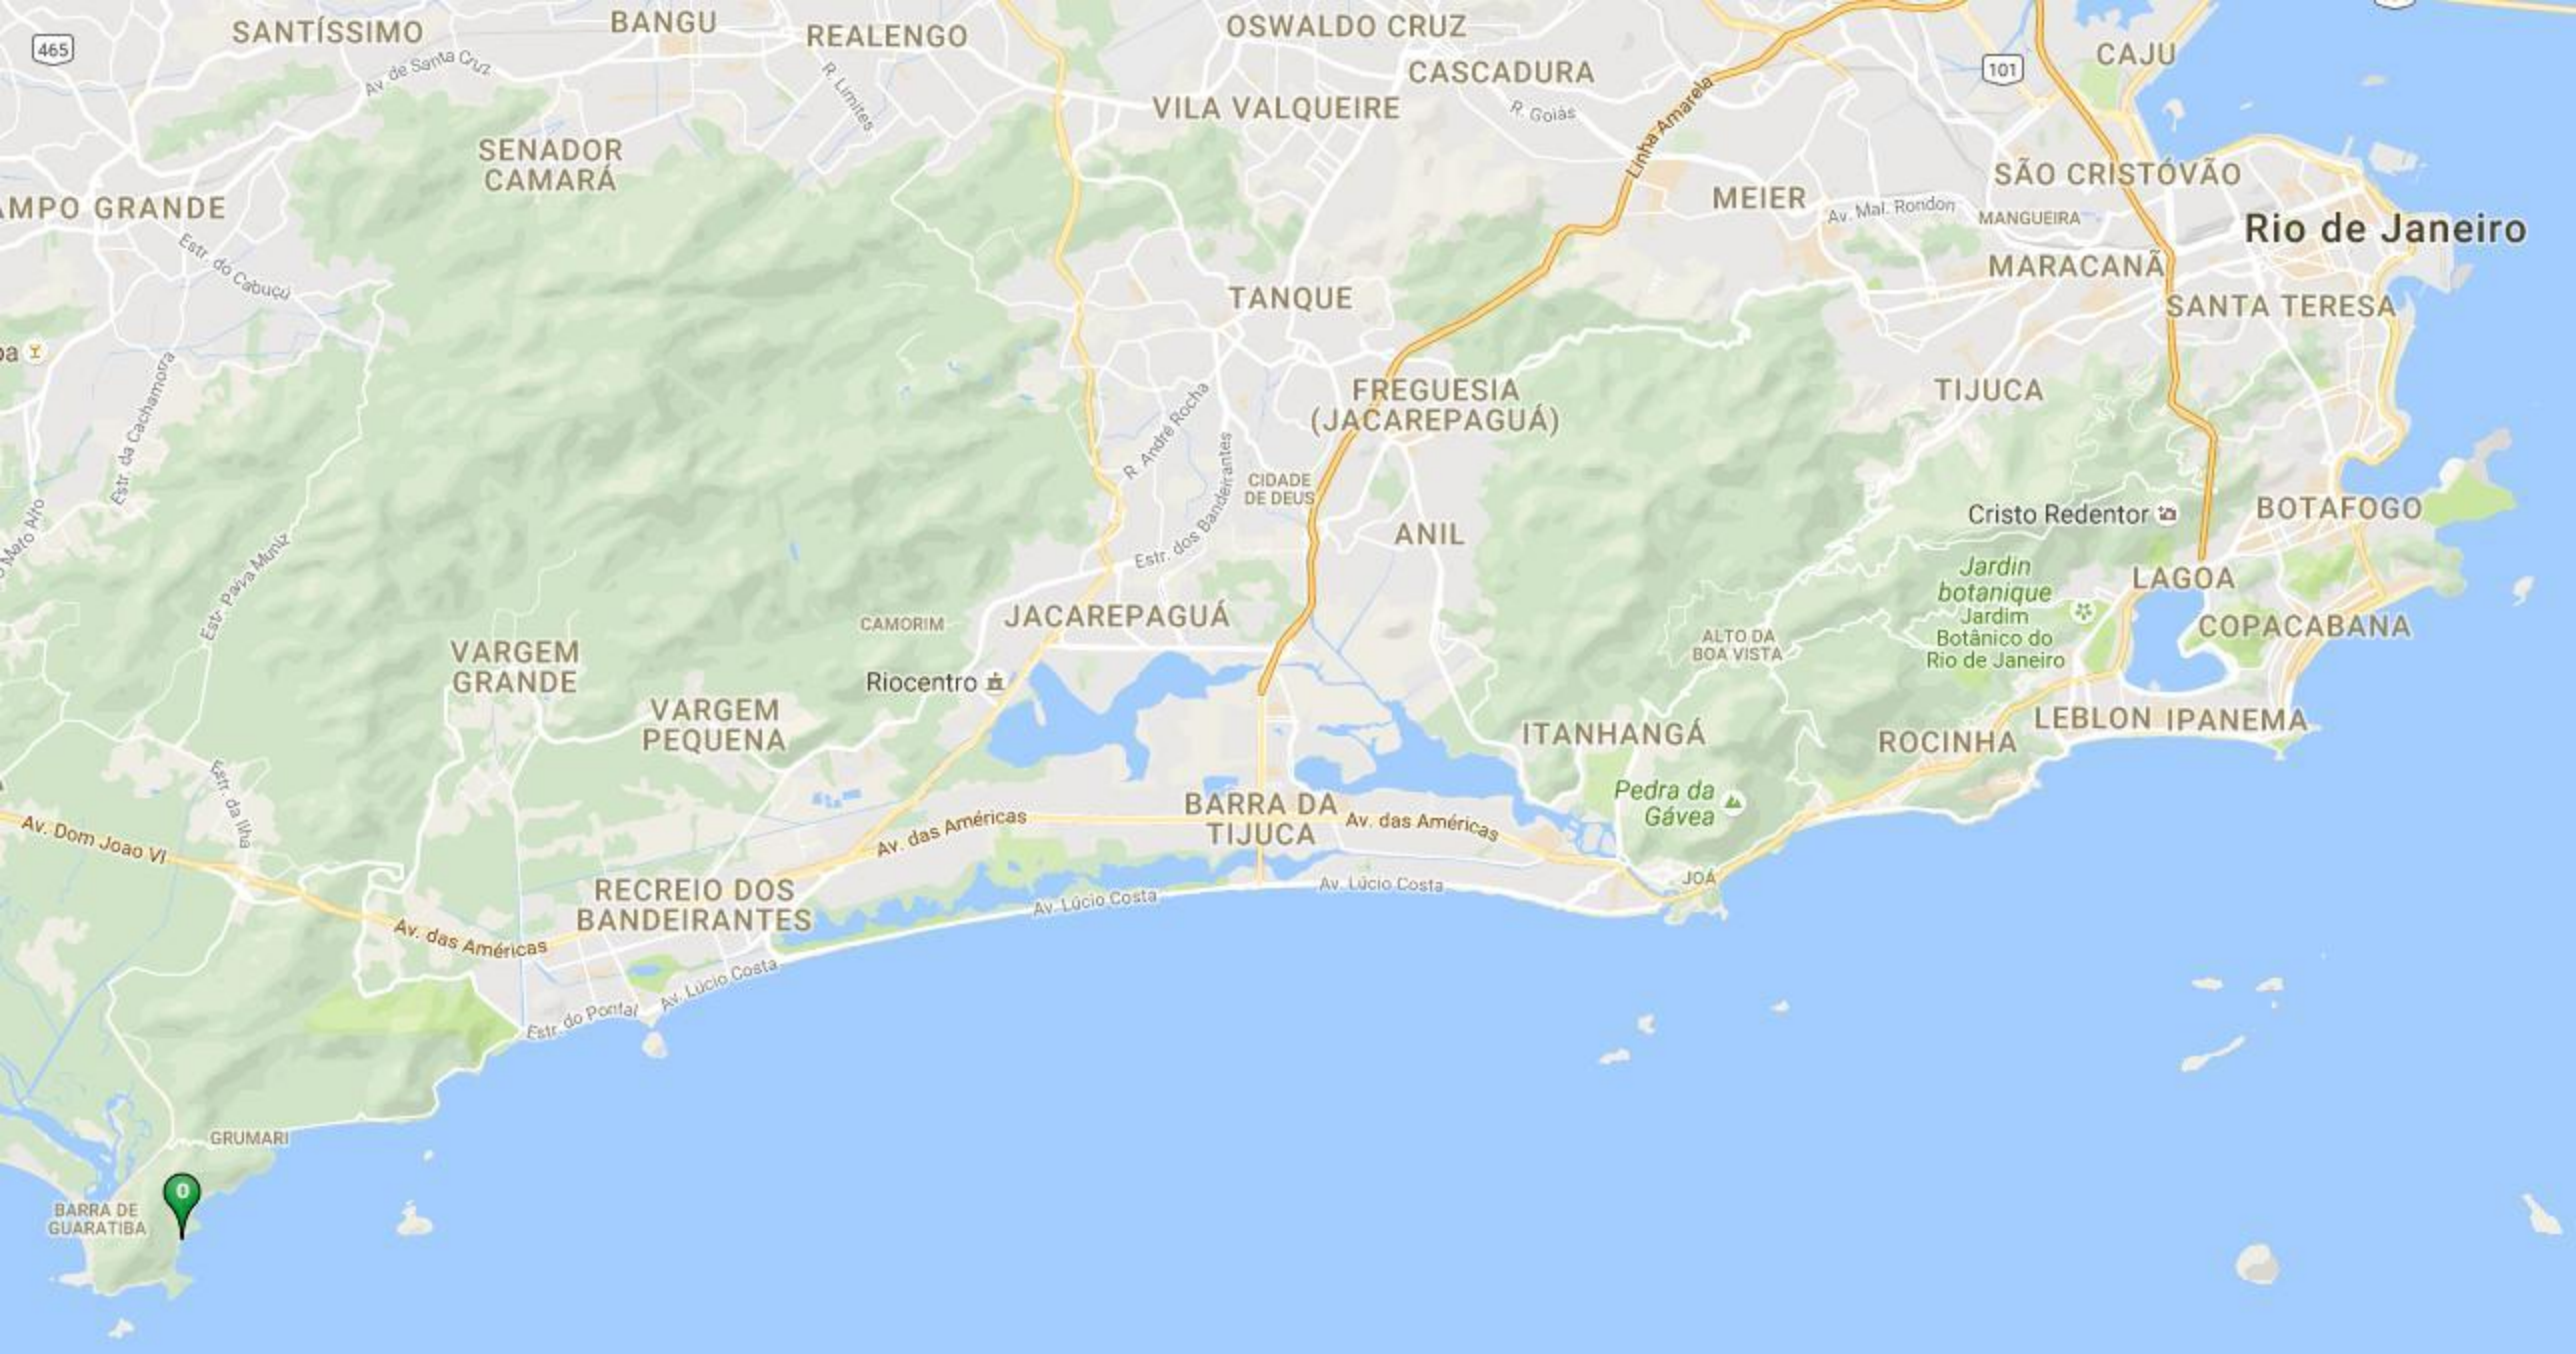 SANTÍSSIMO
BANGU
REALENGO
OSWALDO CRUZ
CAJU
465
Av. de Santa Cruz
R. Limites
CASCADURA
101
VILA VALQUEIRE
R. Goiás
Linha Amarela
SENADOR
CAMARÁ
SÃO CRISTÓVÃO
MEIER
Av. Mal. Rondon
MANGUEIRA
AMPO GRANDE
Rio de Janeiro
Estr. do Cabuçu
MARACANÃ
TANQUE
SANTA TERESA
Estr. da Cachamorra
FREGUESIA
(JACAREPAGUÁ)
TIJUCA
R. André Rocha
CIDADE
DE DEUS
Estr. dos Bandeirantes
Cristo Redentor
BOTAFOGO
ANIL
Mato Alto
Estr. Paiva Muniz
Jardin
botanique
Jardim
Botânico do
Rio de Janeiro
LAGOA
CAMORIM
JACAREPAGUÁ
COPACABANA
ALTO DA
BOA VISTA
VARGEM
GRANDE
Riocentro
VARGEM
PEQUENA
ITANHANGÁ
LEBLON
IPANEMA
ROCINHA
Estr. da Ilha
Pedra da
Gávea
BARRA DA
TIJUCA
Av. das Américas
Av. das Américas
Av. Dom Joao VI
JOÁ
RECREIO DOS
BANDEIRANTES
Av. Lúcio Costa
Av. Lúcio Costa
Av. das Américas
Av. Lúcio Costa
Estr. do Pontal
GRUMARI
0
BARRA DE
GUARATIBA